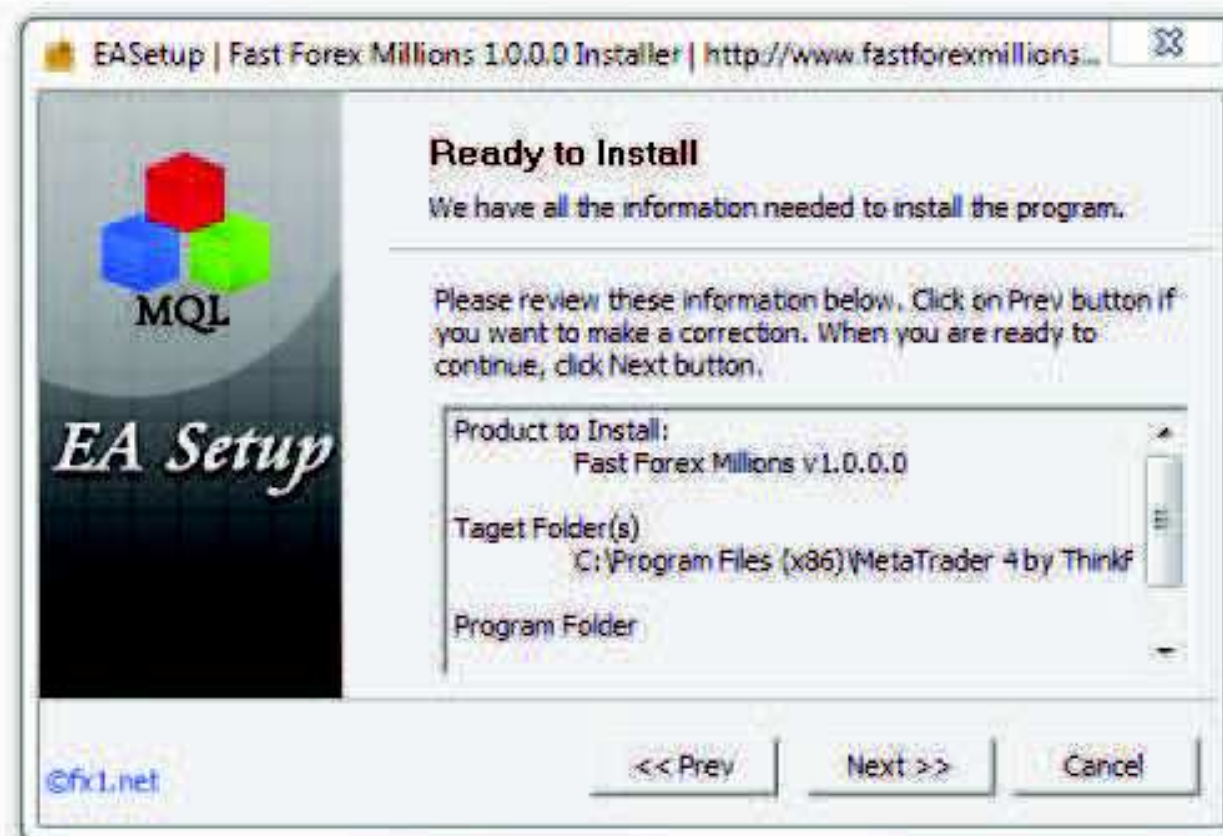 EASetup | Fast Forex Millions 1.0.0.0 Installer | http://www.fastforexmillions...
MQL
EA Setup
Ready to Install
We have all the information needed to install the program.
Please review these information below. Click on Prev button if
you want to make a correction. When you are ready to
continue, click Next button.
Product to Install:
Fast Forex Millions v1.0.0.0
Taget Folder(s)
C:\Program Files (x86)\MetaTrader 4 by ThinkF
Program Folder
©fx1.net
<< Prev
Next >>
Cancel